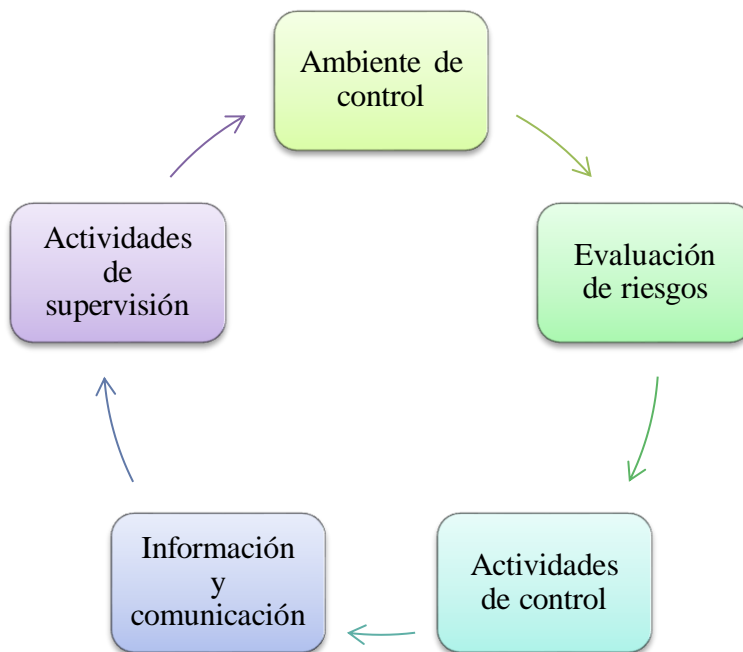 Ambiente de
control
Evaluación
de riesgos
Actividades
de control
Información
y
comunicación
Actividades
de
supervisión